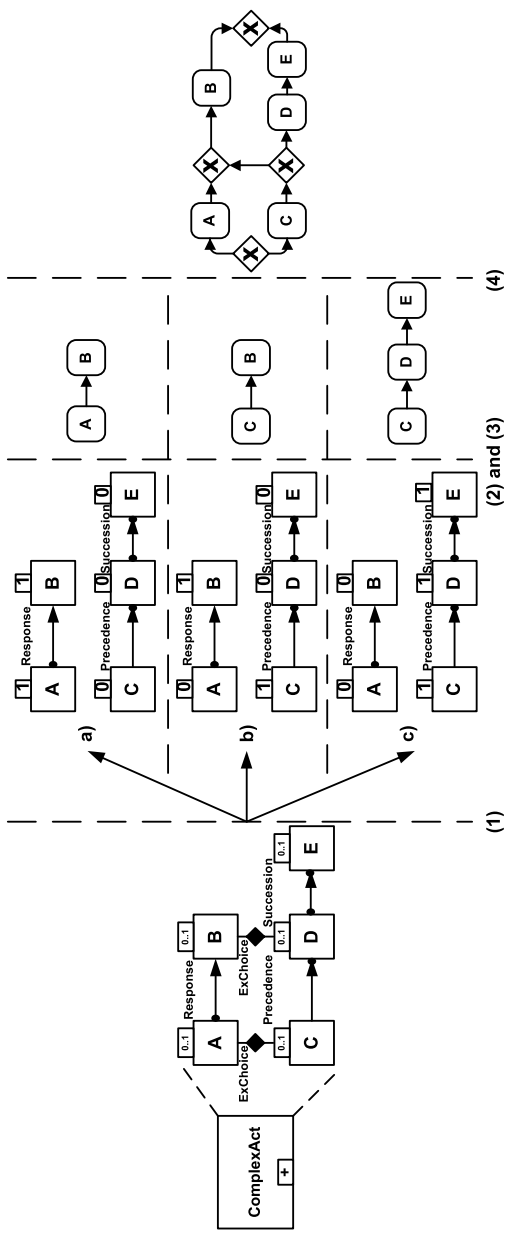 ComplexAct
+
0..1
A
Response
0..1
B
ExChoice
ExChoice
0..1
C
Precedence
0..1
D
Succession
0..1
E
(1)
a)
1
A
Response
1
B
0
C
Precedence
0
D
Succession
0
E
b)
0
A
Response
1
B
1
C
Precedence
0
D
Succession
0
E
c)
0
A
Response
0
B
1
C
Precedence
1
D
Succession
1
E
(2) and (3)
A
B
C
B
C
D
E
(4)
X
A
X
B
X
C
X
D
E